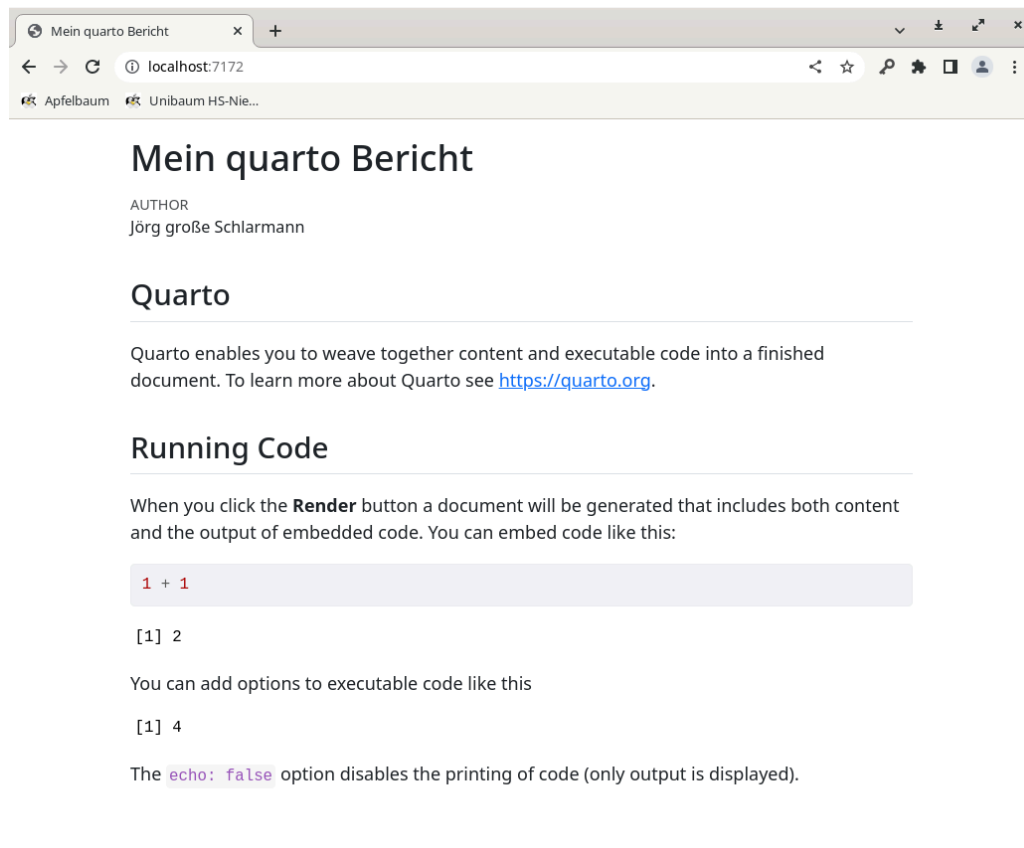 Mein quarto Bericht
localhost:7172
Apfelbaum Unibaum HS-Nie...
Mein quarto Bericht
AUTHOR
Jörg große Schlarmann
Quarto
Quarto enables you to weave together content and executable code into a finished
document. To learn more about Quarto see https://quarto.org.
Running Code
When you click the Render button a document will be generated that includes both content
and the output of embedded code. You can embed code like this:
1 + 1
[1] 2
You can add options to executable code like this
[1] 4
The echo: false option disables the printing of code (only output is displayed).